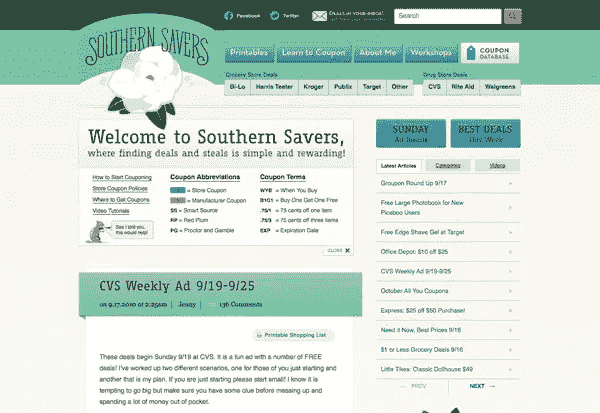 Facebook
Twitter
Search
SOUTHERN SAVERS
Printables
Learn to Coupon
About Me
Workshops
COUPON
DATABASE
Grocery Store Deals
Drug Store Deals
Bi-Lo
Harris Teeter
Kroger
Publix
Target
Other
CVS
Rite Aid
Walgreens
Welcome to Southern Savers,
where finding deals and steals is simple and rewarding!
How to Start Couponing
Store Coupon Policies
Where to Get Coupons
Video Tutorials
See I told you,
this would help!
Coupon Abbreviations
= Store Coupon
= Manufacturer Coupon
SS = Smart Source
RP = Red Plum
PG = Proctor and Gamble
Coupon Terms
WYB = When You Buy
B1G1 = Buy One Get One Free
.75/1 = 75 cents off one item
.75/3 = 75 cents off three items
EXP = Expiration Date
CLOSE X
SUNDAY
Ad Preview
BEST DEALS
This Week
Latest Articles
Categories
Videos
Groupon Round Up 9/17
Free Large Photobook for New
Picaboo Users
Free Edge Shave Gel at Target
Office Depot: $10 off $25
CVS Weekly Ad 9/19-9/25
October All You Coupons
Express: $25 off $50 Purchase!
Need it Now, Best Prices 9/16
$1 or Less Grocery Deals 9/16
Little Tikes: Classic Dollhouse $49
PREV
NEXT
CVS Weekly Ad 9/19-9/25
on 9.17.2010 at 2:25am
Jenny
136 Comments
Printable Shopping List
These deals begin Sunday 9/19 at CVS. It is a fun ad with a number of FREE
deals! I've worked up two different scenarios, one for those of you just starting and
another that is my plan. If you are just starting please start small! I know it is
tempting to go big but make sure you have some clue before messing up and
spending a lot of money out of pocket.